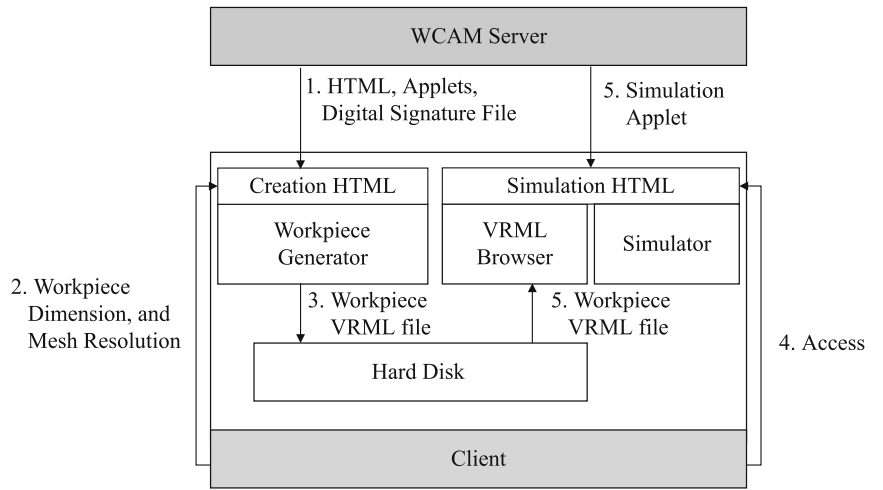 WCAM Server
1. HTML, Applets,
Digital Signature File
5. Simulation
Applet
Creation HTML
Simulation HTML
Workpiece
Generator
VRML
Browser
Simulator
2. Workpiece
Dimension, and
Mesh Resolution
3. Workpiece
VRML file
5. Workpiece
VRML file
4. Access
Hard Disk
Client